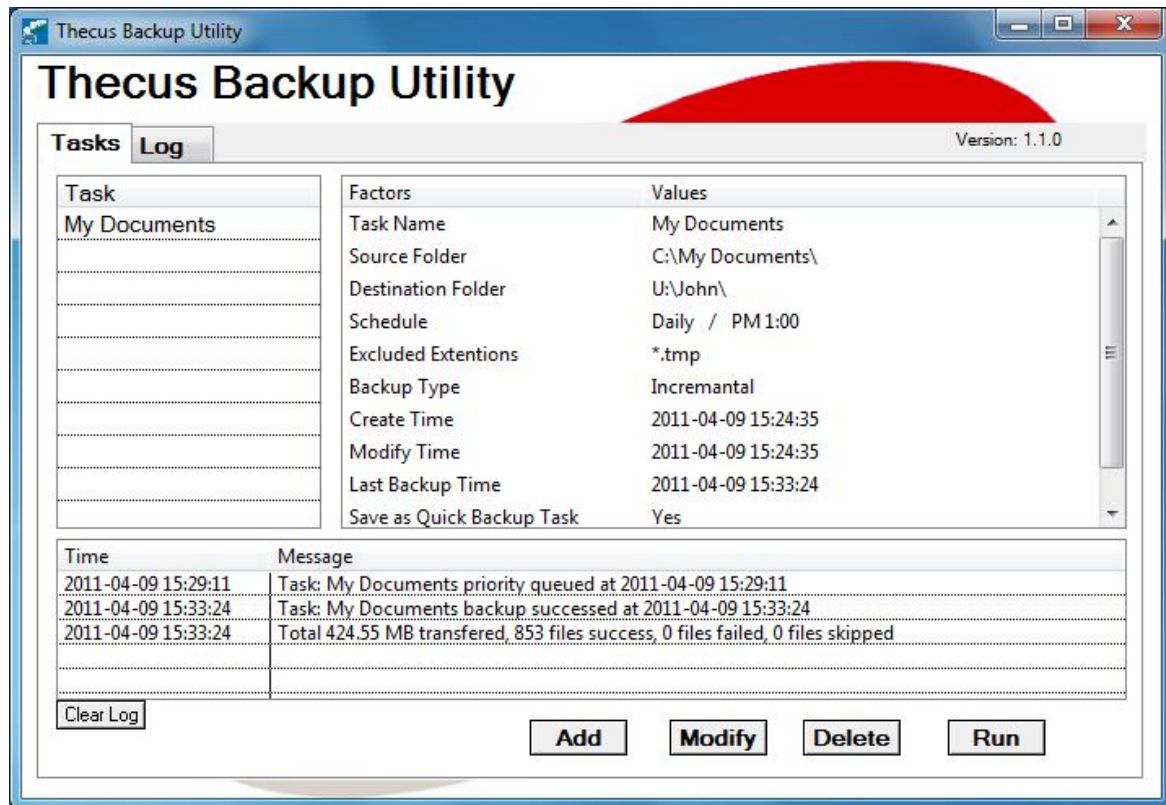 Thecus Backup Utility
Thecus Backup Utility
Tasks Log Version: 1.1.0
Task
My Documents
Factors Values
Task Name My Documents
Source Folder C:\My Documents\
Destination Folder U:\John\
Schedule Daily / PM 1:00
Excluded Extentions *.tmp
Backup Type Incremantal
Create Time 2011-04-09 15:24:35
Modify Time 2011-04-09 15:24:35
Last Backup Time 2011-04-09 15:33:24
Save as Quick Backup Task Yes
Time Message
2011-04-09 15:29:11 Task: My Documents priority queued at 2011-04-09 15:29:11
2011-04-09 15:33:24 Task: My Documents backup successed at 2011-04-09 15:33:24
2011-04-09 15:33:24 Total 424.55 MB transfered, 853 files success, 0 files failed, 0 files skipped
Clear Log
Add Modify Delete Run